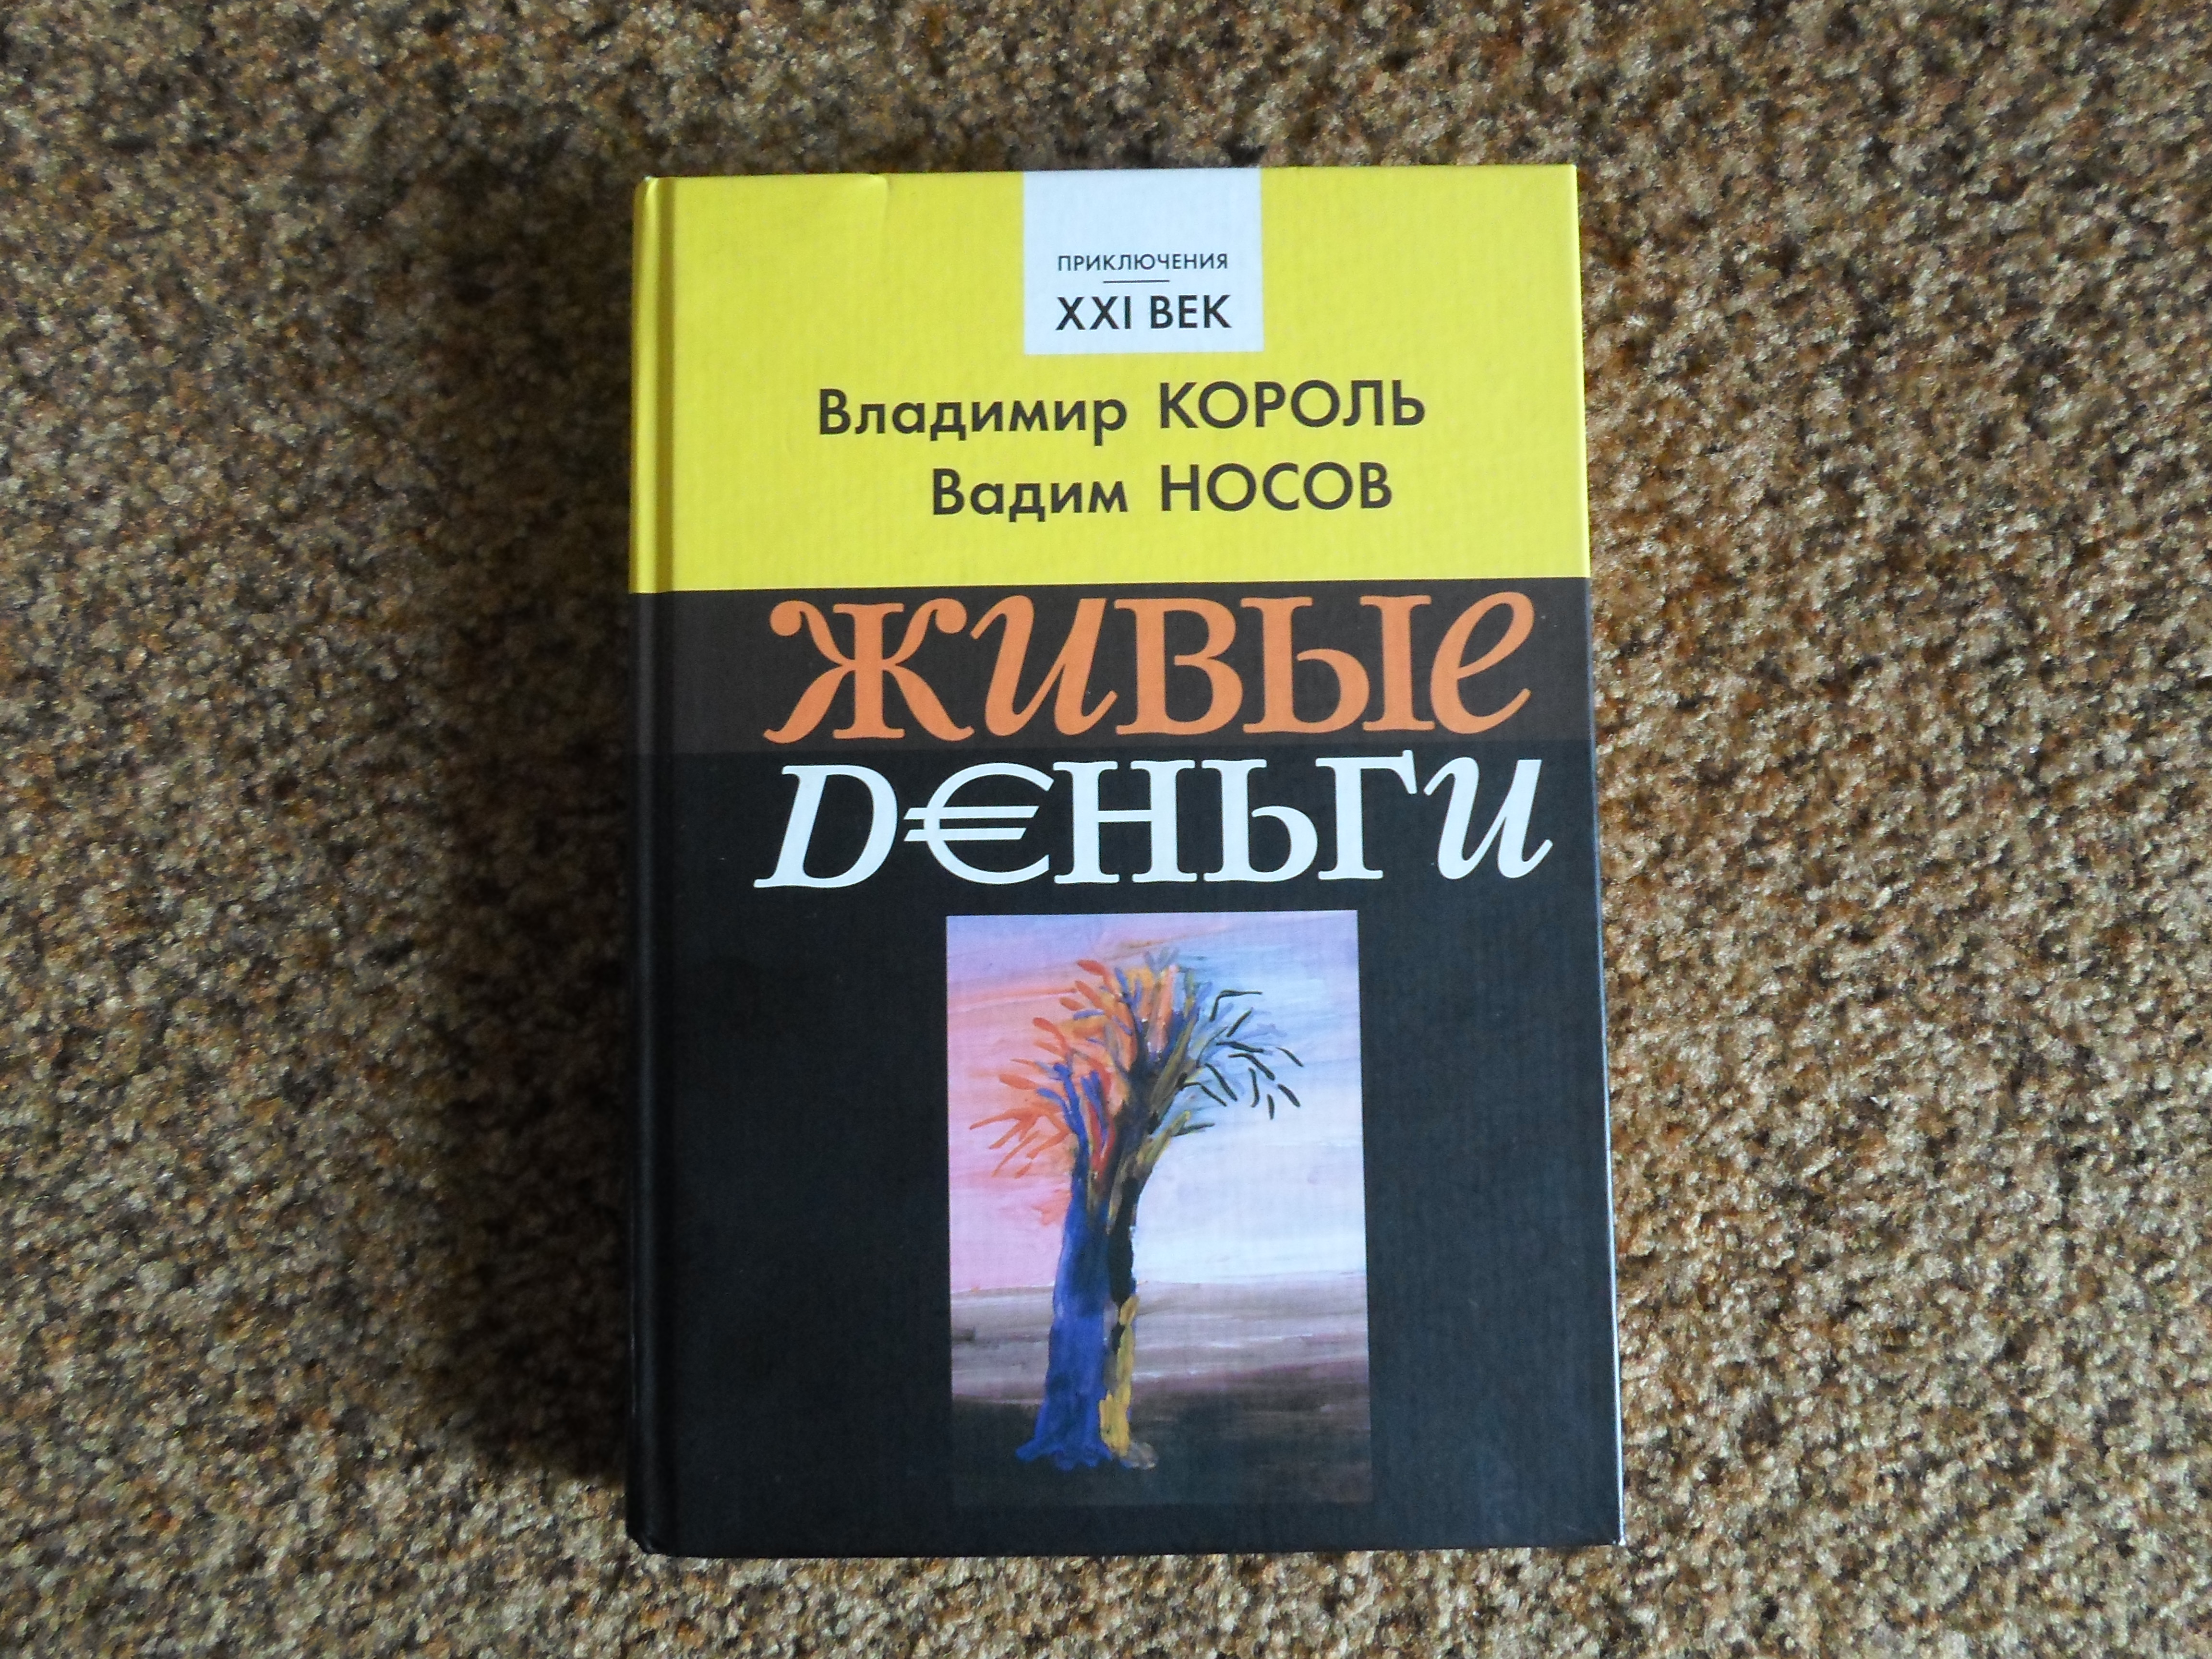 ПРИКЛЮЧЕНИЯ
XXI ВЕК
Владимир КОРОЛЬ
Вадим НОСОВ
живые
D€ньги